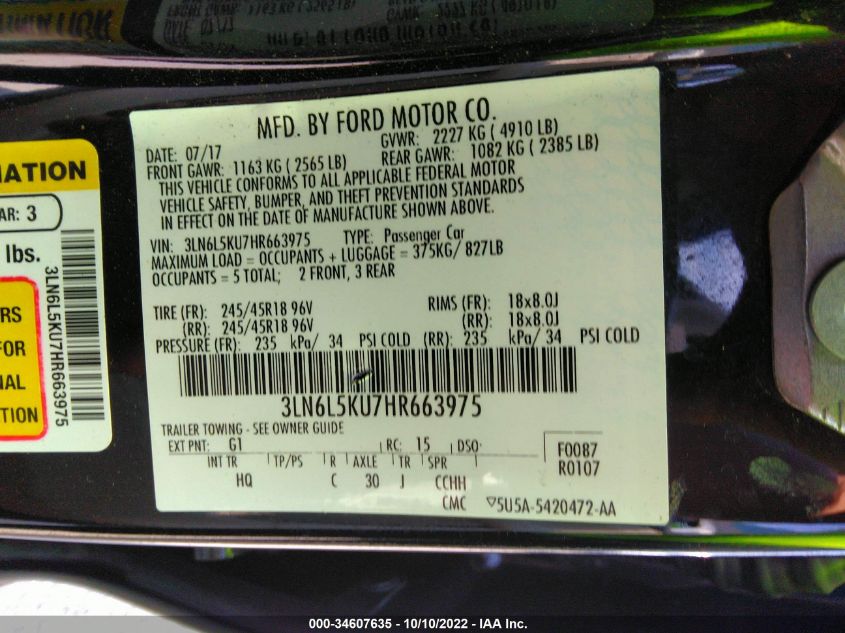 MFD. BY FORD MOTOR CO.
DATE: 07/17 GVWR: 2227 KG ( 4910 LB)
FRONT GAWR: 1163 KG ( 2565 LB) REAR GAWR: 1082 KG ( 2385 LB)
THIS VEHICLE CONFORMS TO ALL APPLICABLE FEDERAL MOTOR
VEHICLE SAFETY, BUMPER, AND THEFT PREVENTION STANDARDS
IN EFFECT ON THE DATE OF MANUFACTURE SHOWN ABOVE.
VIN: 3LN6L5KU7HR663975 TYPE: Passenger Car
MAXIMUM LOAD = OCCUPANTS + LUGGAGE = 375KG/ 827LB
OCCUPANTS = 5 TOTAL; 2 FRONT, 3 REAR
TIRE (FR): 245/45R18 96V RIMS (FR): 18x8.0J
(RR): 245/45R18 96V (RR): 18x8.0J
PRESSURE (FR): 235 kPa/ 34 PSI COLD (RR): 235 kPa/ 34 PSI COLD
3LN6L5KU7HR663975
TRAILER TOWING - SEE OWNER GUIDE
EXT PNT: G1 RC: 15 DSO:
F0087
R0107
INT TR TP/PS R AXLE TR SPR
HQ C 30 J CCHH
CMC ▽5U5A-5420472-AA
MATION
AR: 3
lbs.
3LN6L5KU7HR663975
RS
FOR
NAL
TION
000-34607635 - 10/10/2022 - IAA Inc.